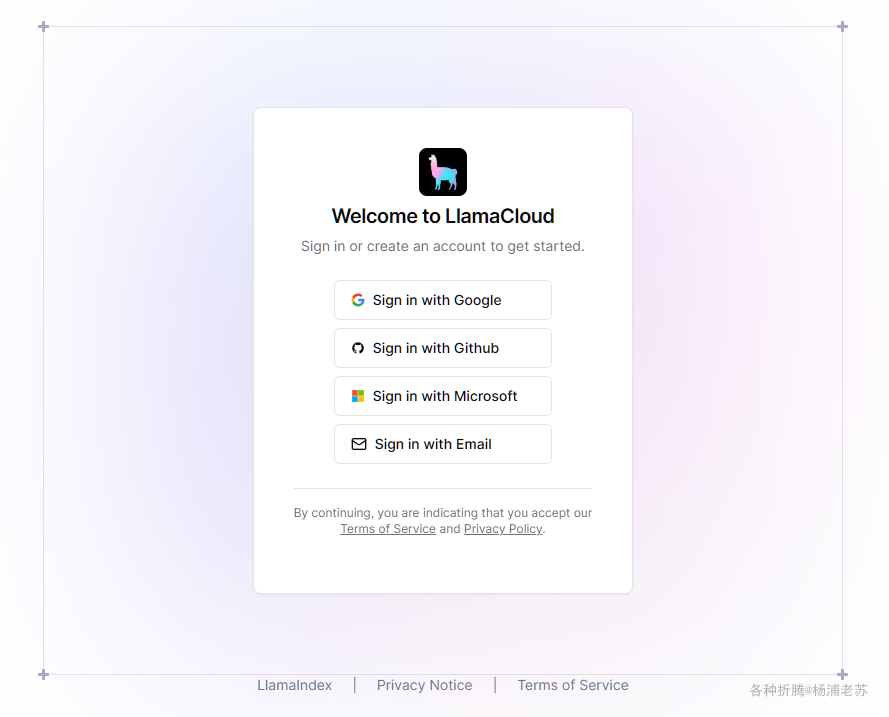 Welcome to LlamaCloud
Sign in or create an account to get started.
Sign in with Google
Sign in with Github
Sign in with Microsoft
Sign in with Email
By continuing, you are indicating that you accept our
Terms of Service and Privacy Policy.
LlamaIndex | Privacy Notice | Terms of Service
各种折腾@杨浦老苏